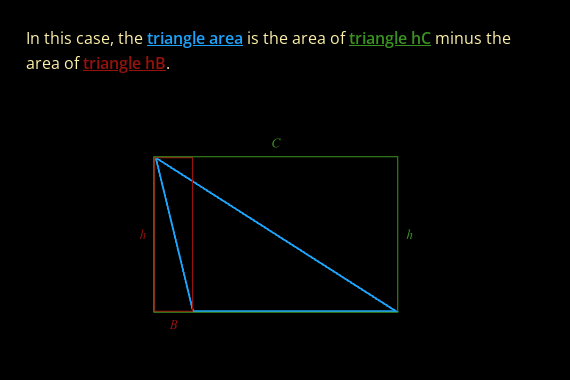 In this case, the triangle area is the area of triangle hC minus the
area of triangle hB.
C
h
h
B